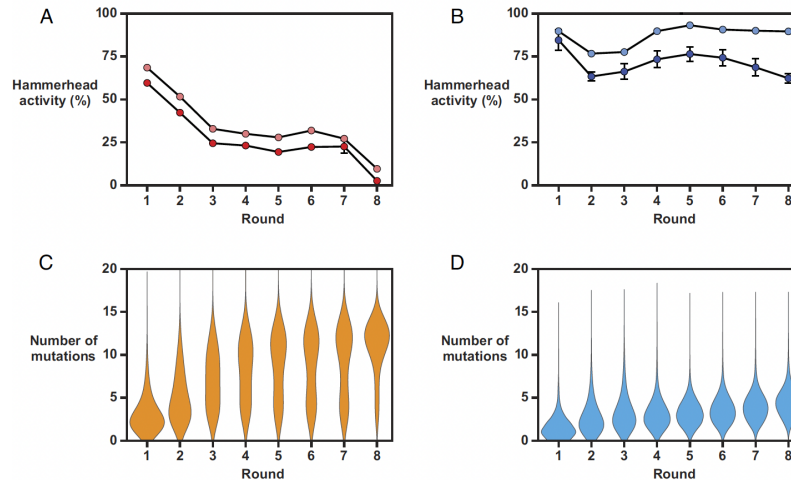 A
100
75
Hammerhead
activity (%)
50
25
0
1 2 3 4 5 6 7 8
Round
B
100
75
Hammerhead
activity (%)
50
25
0
1 2 3 4 5 6 7 8
Round
C
20
15
Number of
mutations
10
5
0
1 2 3 4 5 6 7 8
Round
D
20
15
Number of
mutations
10
5
0
1 2 3 4 5 6 7 8
Round